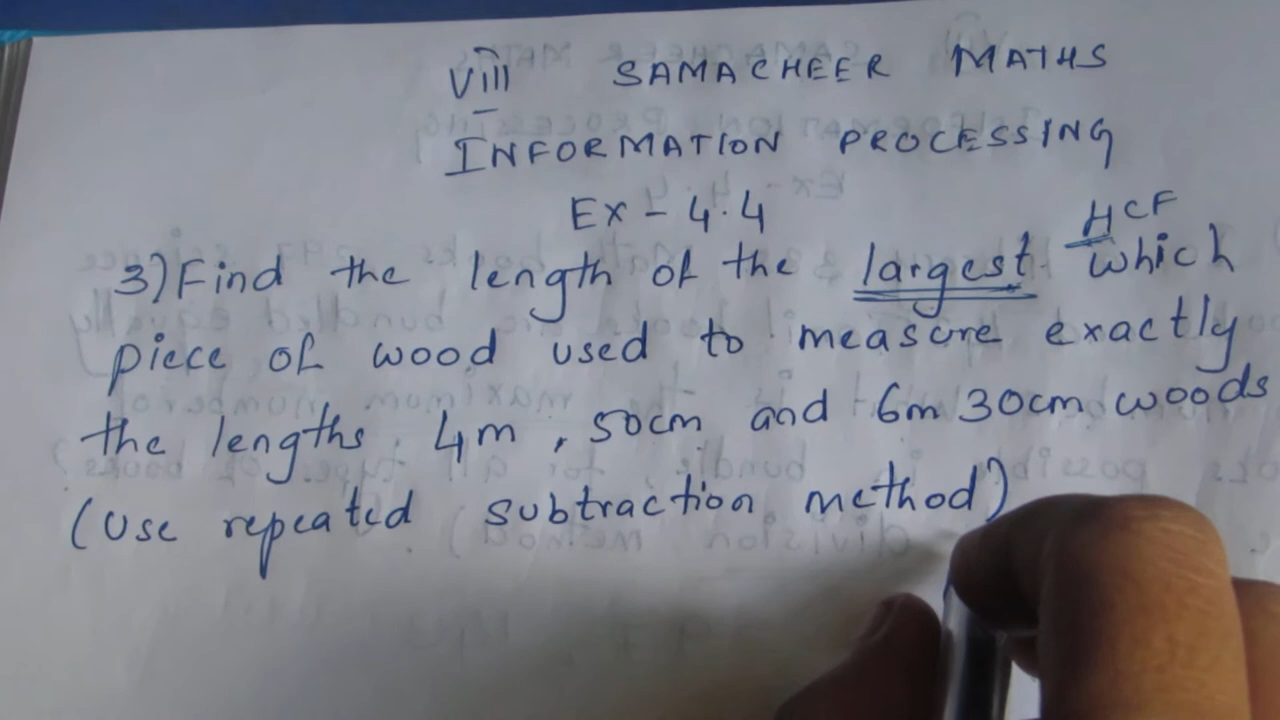 VIII SAMACHEER MATHS
INFORMATION PROCESSING
Ex - 4.4
HCF
3) Find the length of the largest which
piece of wood used to measure exactly
the lengths 4m, 50cm and 6m 30cm woods
(Use repeated subtraction method)